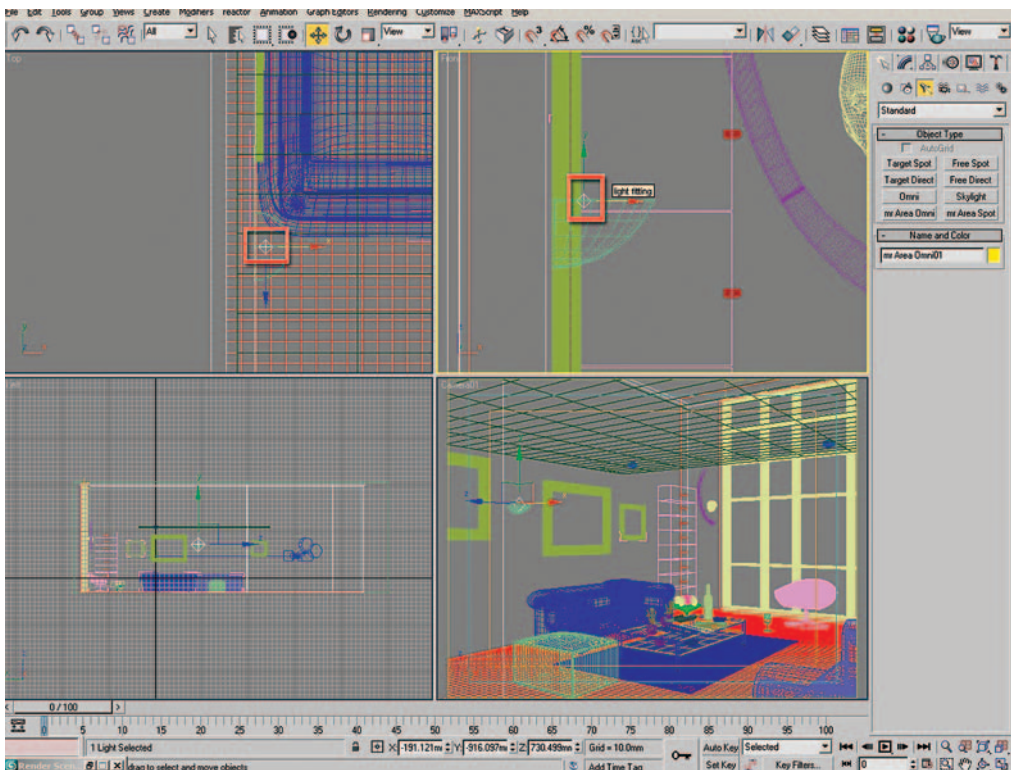 File Edit Tools Group Views Create Modifiers reactor Animation Graph Editors Rendering Customize MAXScript Help
All View View
Top
Front
light fitting
Camera01
Standard
Object Type
AutoGrid
Target Spot Free Spot
Target Direct Free Direct
Omni Skylight
mr Area Omni mr Area Spot
Name and Color
mr Area Omni01
0 / 100
0 5 10 15 20 25 30 35 40 45 50 55 60 65 70 75 80 85 90 95 100
1 Light Selected X: -191.121m Y: -916.097m Z: 730.499m Grid = 10.0mm Auto Key Selected
Render Scen drag to select and move objects Add Time Tag Set Key Key Filters... 0